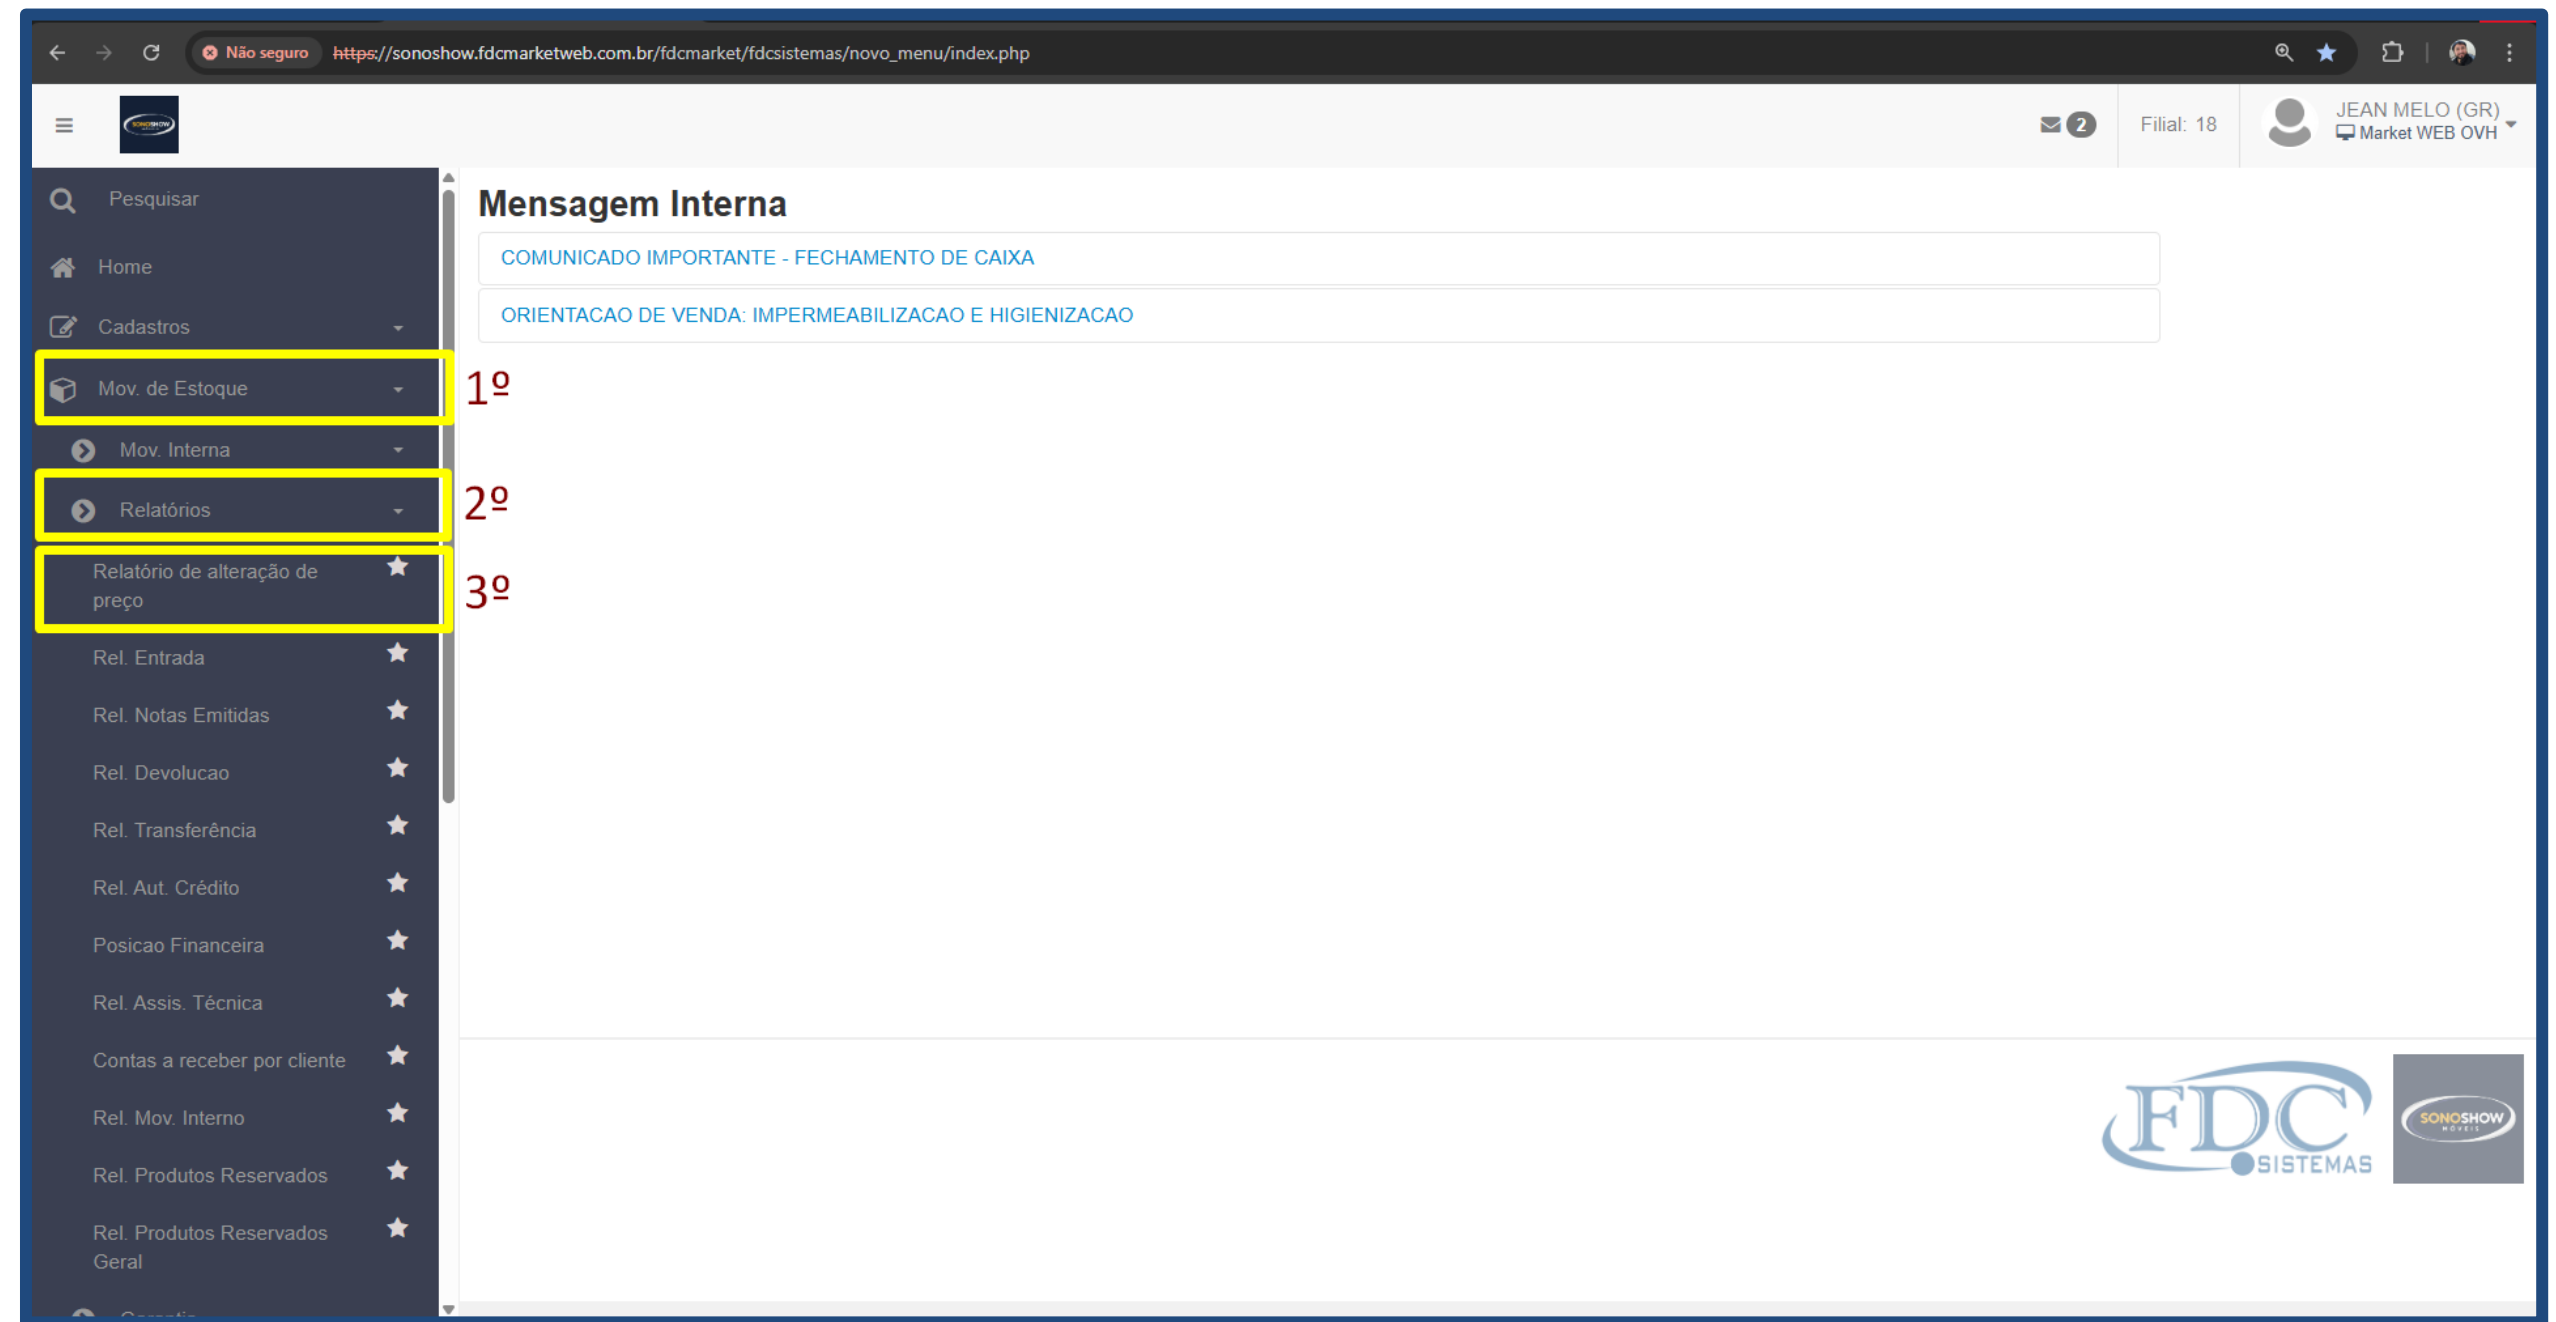 Não seguro https://sonoshow.fdcmarketweb.com.br/fdcmarket/fdcsistemas/novo_menu/index.php
SONOSHOW
2
Filial: 18
JEAN MELO (GR)
Market WEB OVH
Pesquisar
Home
Cadastros
Mov. de Estoque
Mov. Interna
Relatórios
Relatório de alteração de
preço
Rel. Entrada
Rel. Notas Emitidas
Rel. Devolucao
Rel. Transferência
Rel. Aut. Crédito
Posicao Financeira
Rel. Assis. Técnica
Contas a receber por cliente
Rel. Mov. Interno
Rel. Produtos Reservados
Rel. Produtos Reservados
Geral
Mensagem Interna
COMUNICADO IMPORTANTE - FECHAMENTO DE CAIXA
ORIENTACAO DE VENDA: IMPERMEABILIZACAO E HIGIENIZACAO
1º
2º
3º
FDC
SISTEMAS
SONOSHOW
MÓVEIS